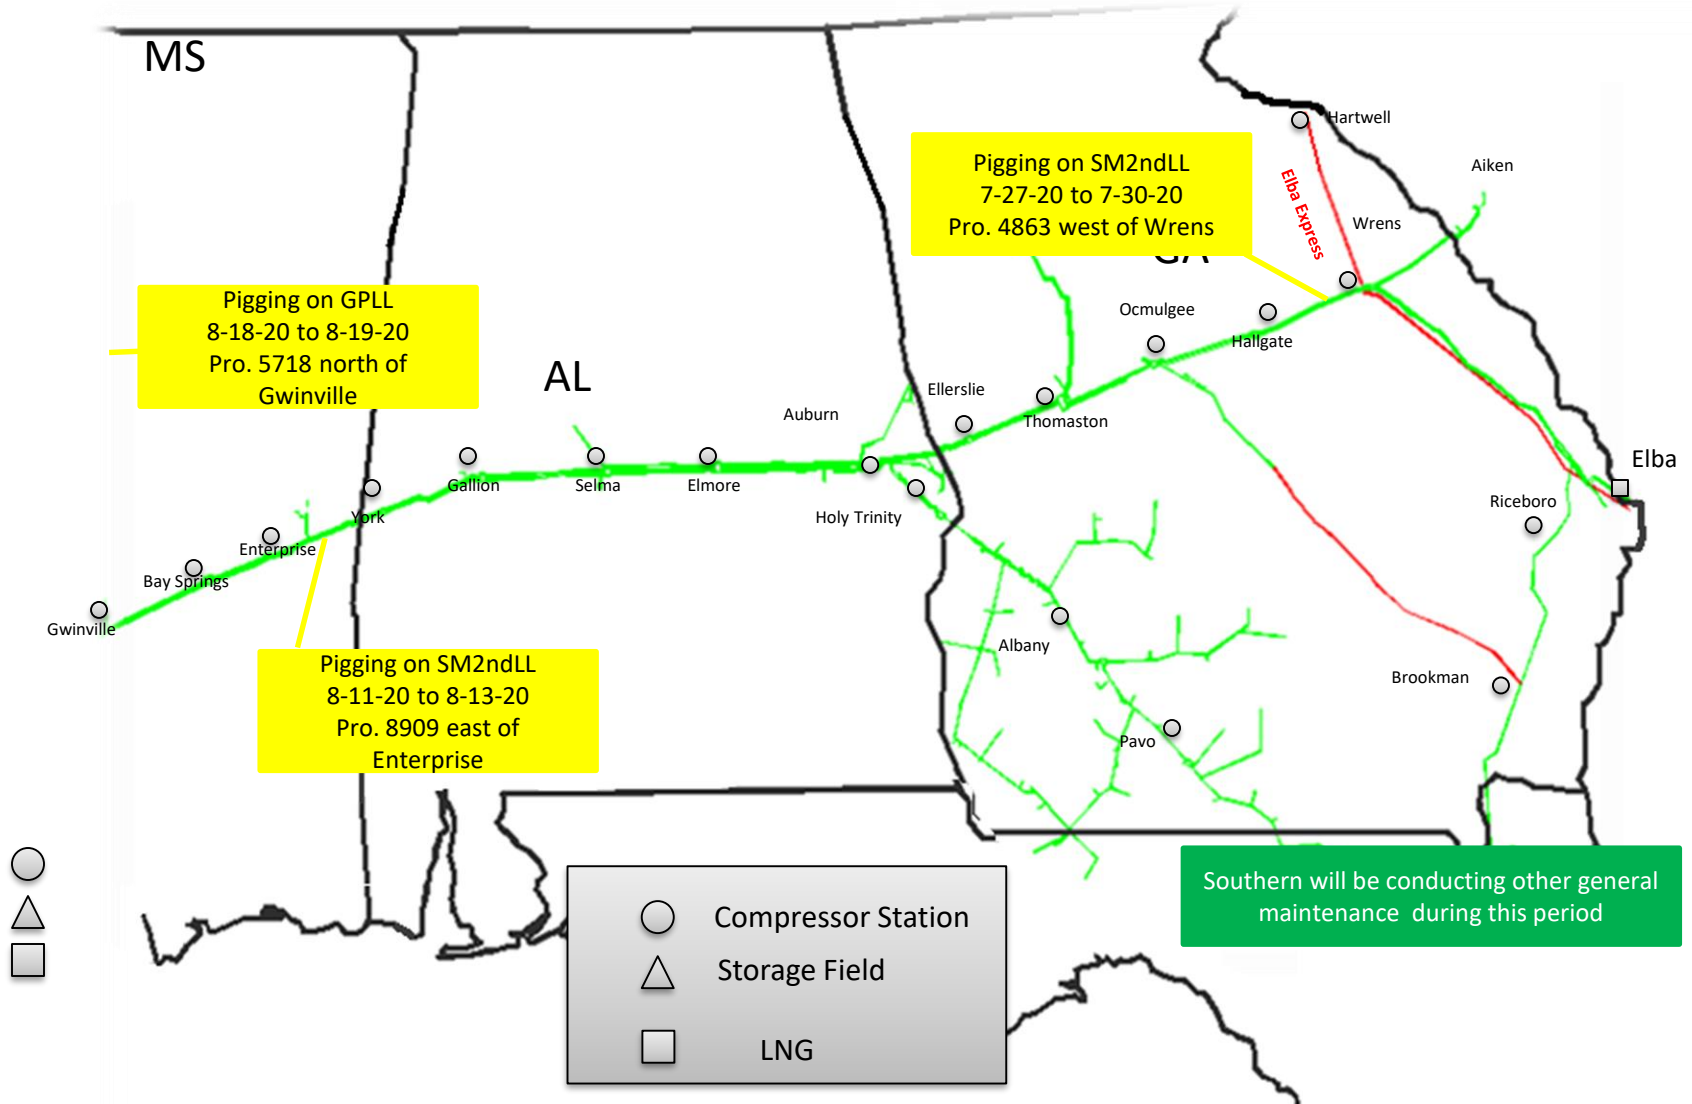 MS
Hartwell
Aiken
Pigging on SM2ndLL
7-27-20 to 7-30-20
Pro. 4863 west of Wrens
Elba Express
Wrens
GA
Pigging on GPLL
8-18-20 to 8-19-20
Pro. 5718 north of
Gwinville
Ocmulgee
Hallgate
AL
Ellerslie
Auburn
Thomaston
Elba
Gallion
Selma
Elmore
Riceboro
York
Holy Trinity
Enterprise
Bay Springs
Gwinville
Albany
Pigging on SM2ndLL
8-11-20 to 8-13-20
Pro. 8909 east of
Enterprise
Brookman
Pavo
Southern will be conducting other general
maintenance during this period
Compressor Station
Storage Field
LNG